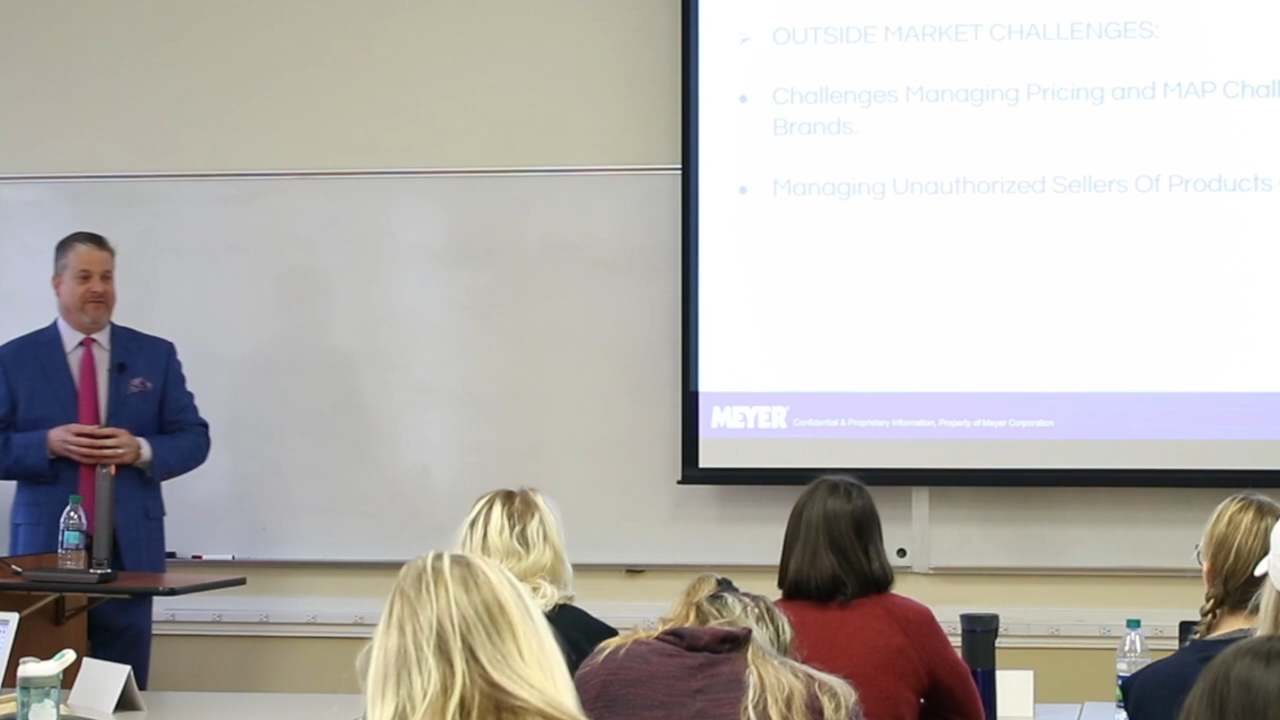 OUTSIDE MARKET CHALLENGES:
Challenges Managing Pricing and MAP Chall
Brands.
Managing Unauthorized Sellers Of Products
MEYER Confidential & Proprietary Information, Property of Meyer Corporation